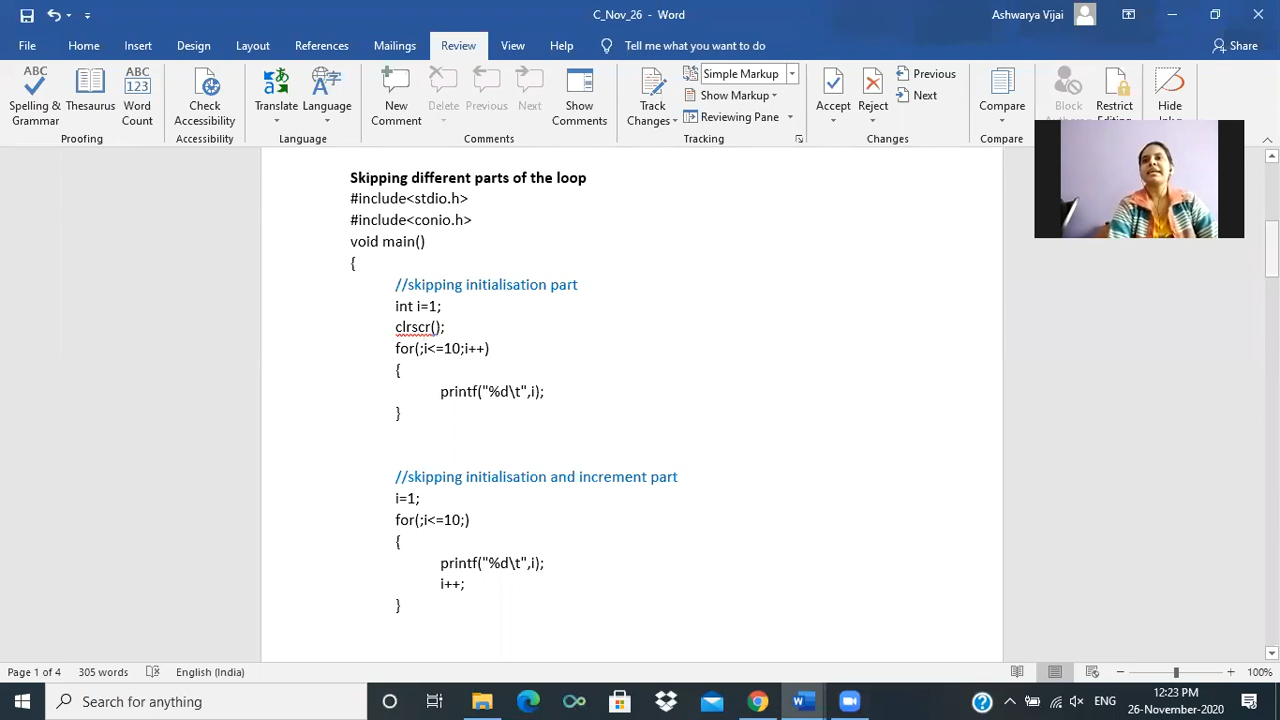 C_Nov_26 - Word
Ashwarya Vijai
File Home Insert Design Layout References Mailings Review View Help Tell me what you want to do Share
Spelling & Grammar
Thesaurus
Word Count
Proofing
Check Accessibility
Accessibility
Translate
Language
Language
New Comment
Delete
Previous
Next
Show Comments
Comments
Track Changes
Simple Markup
Show Markup
Reviewing Pane
Tracking
Accept
Reject
Previous
Next
Changes
Compare
Compare
Block
Restrict
Editing
Hide
Skipping different parts of the loop
#include<stdio.h>
#include<conio.h>
void main()
{
//skipping initialisation part
int i=1;
clrscr();
for(;i<=10;i++)
{
printf("%d\t",i);
}
//skipping initialisation and increment part
i=1;
for(;i<=10;)
{
printf("%d\t",i);
i++;
}
Page 1 of 4 305 words English (India) 100%
Search for anything
ENG
12:23 PM
26-November-2020